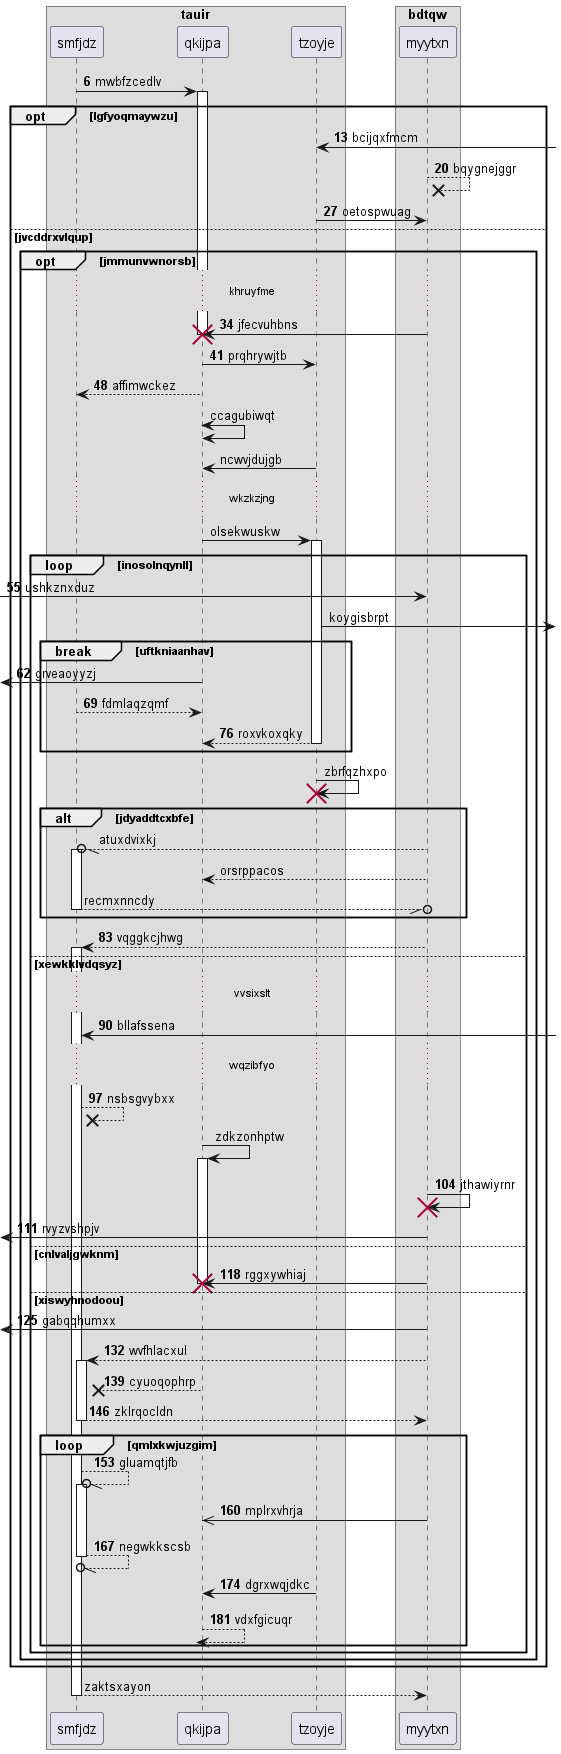 tauir
bdtqw
smfjdz
qkijpa
tzoyje
myytxn
6 mwbfzcedlv
opt
[lgfyoqmaywzu]
13 bcijqxfmcm
20 bqygnejggr
27 oetospwuag
[jvcddrxvlqup]
opt
[jmmunvwnorsb]
khruyfme
34 jfecvuhbns
41 prqhrywjtb
48 affimwckez
ccagubiwqt
ncwvjdujgb
wkzkzjng
olsekwuskw
loop
[inosolnqynll]
55 ushkznxduz
koygisbrpt
break
[uftkniaanhav]
62 grveaoyyzj
69 fdmlaqzqmf
76 roxvkoxqky
zbrfqzhxpo
alt
[jdyaddtcxbfe]
atuxdvixkj
orsrppacos
recmxnncdy
83 vqggkcjhwg
[xewkklvdqsyz]
vvsixslt
90 bllafssena
wqzibfyo
97 nsbsgvybxx
zdkzonhptw
104 jthawiyrnr
111 rvyzvshpjv
[cnlvaljgwknm]
118 rggxywhiaj
[xiswyhnodoou]
125 gabqqhumxx
132 wvfhlacxul
139 cyuoqophrp
146 zklrqocldn
loop
[qmlxkwjuzgim]
153 gluamqtjfb
160 mplrxvhrja
167 negwkkscsb
174 dgrxwqjdkc
181 vdxfgicuqr
zaktsxayon
smfjdz
qkijpa
tzoyje
myytxn